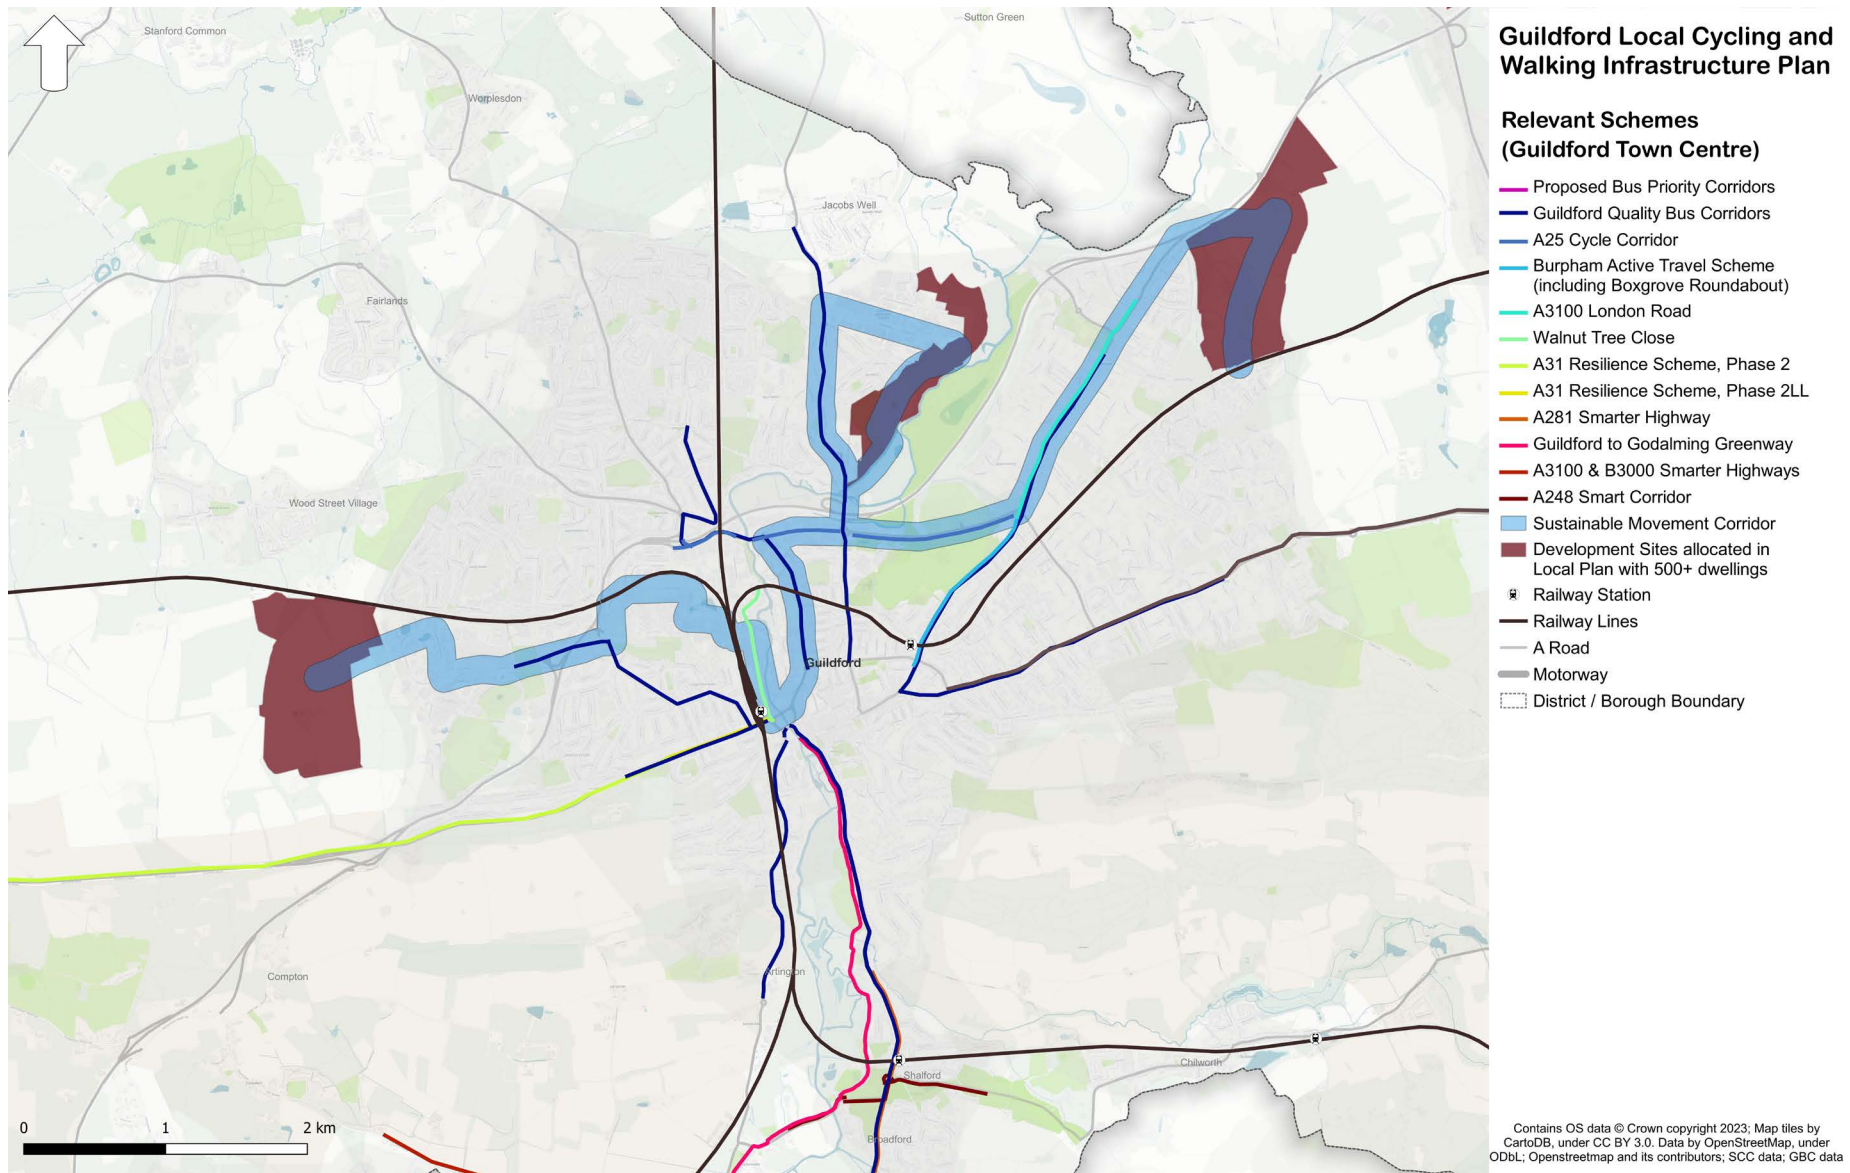 Guildford Local Cycling and
Walking Infrastructure Plan
Relevant Schemes
(Guildford Town Centre)
Proposed Bus Priority Corridors
Guildford Quality Bus Corridors
A25 Cycle Corridor
Burpham Active Travel Scheme
(including Boxgrove Roundabout)
A3100 London Road
Walnut Tree Close
A31 Resilience Scheme, Phase 2
A31 Resilience Scheme, Phase 2LL
A281 Smarter Highway
Guildford to Godalming Greenway
A3100 & B3000 Smarter Highways
A248 Smart Corridor
Sustainable Movement Corridor
Development Sites allocated in
Local Plan with 500+ dwellings
Railway Station
Railway Lines
A Road
Motorway
District / Borough Boundary
Contains OS data © Crown copyright 2023; Map tiles by
CartoDB, under CC BY 3.0. Data by OpenStreetMap, under
ODbL; Openstreetmap and its contributors; SCC data; GBC data
Stanford Common
Sutton Green
Worplesdon
Jacobs Well
Fairlands
Wood Street Village
Guildford
Compton
Artington
Chilworth
Shalford
Broadford
0 1 2 km